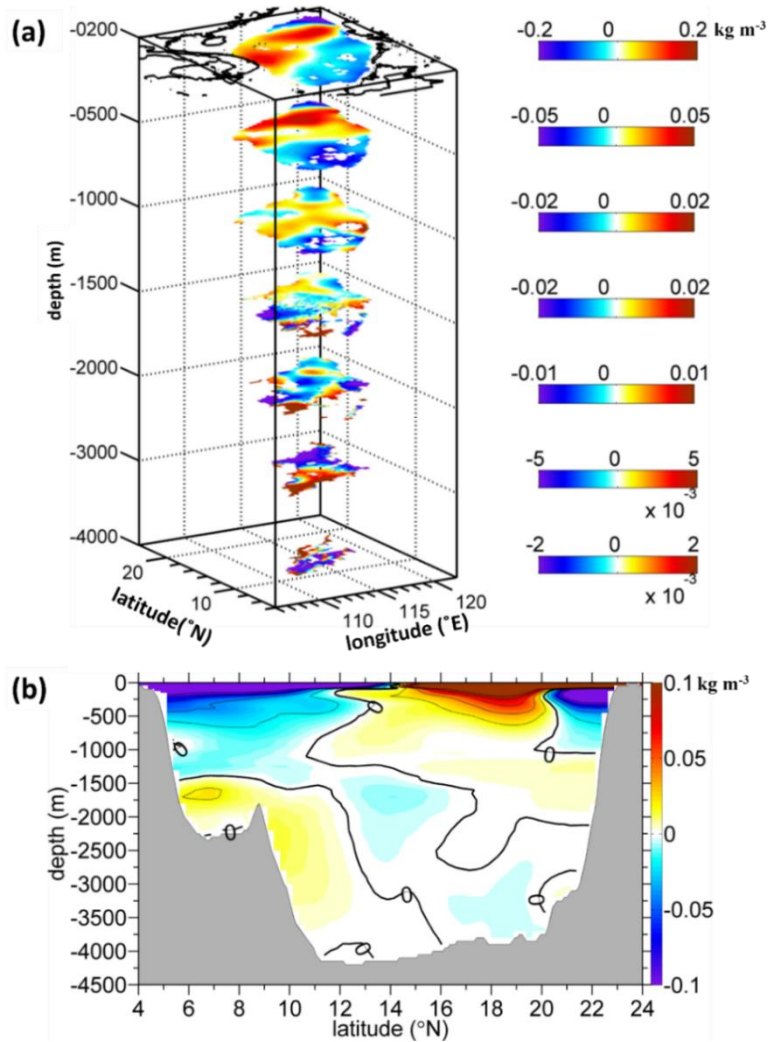 (a)
-0200
-0500
-1000
-1500
-2000
-3000
-4000
depth (m)
20
10
latitude(˚N)
110
115
120
longitude (˚E)
-0.2 0 0.2 kg m⁻³
-0.05 0 0.05
-0.02 0 0.02
-0.02 0 0.02
-0.01 0 0.01
-5 0 5
x 10⁻³
-2 0 2
x 10⁻³
(b)
0
-500
-1000
-1500
-2000
-2500
-3000
-3500
-4000
-4500
depth (m)
0
0
0
0
0
0
0
4 6 8 10 12 14 16 18 20 22 24
latitude (°N)
0.1 kg m⁻³
0.05
0
-0.05
-0.1